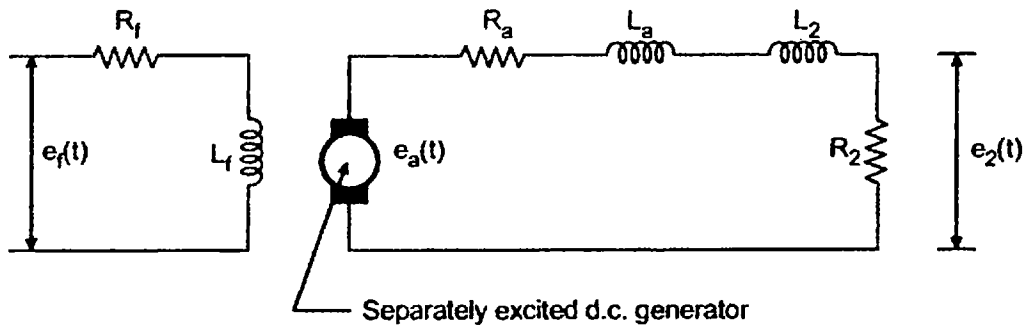 R_f
R_a
L_a
L_2
e_f(t)
L_f
e_a(t)
R_2
e_2(t)
Separately excited d.c. generator